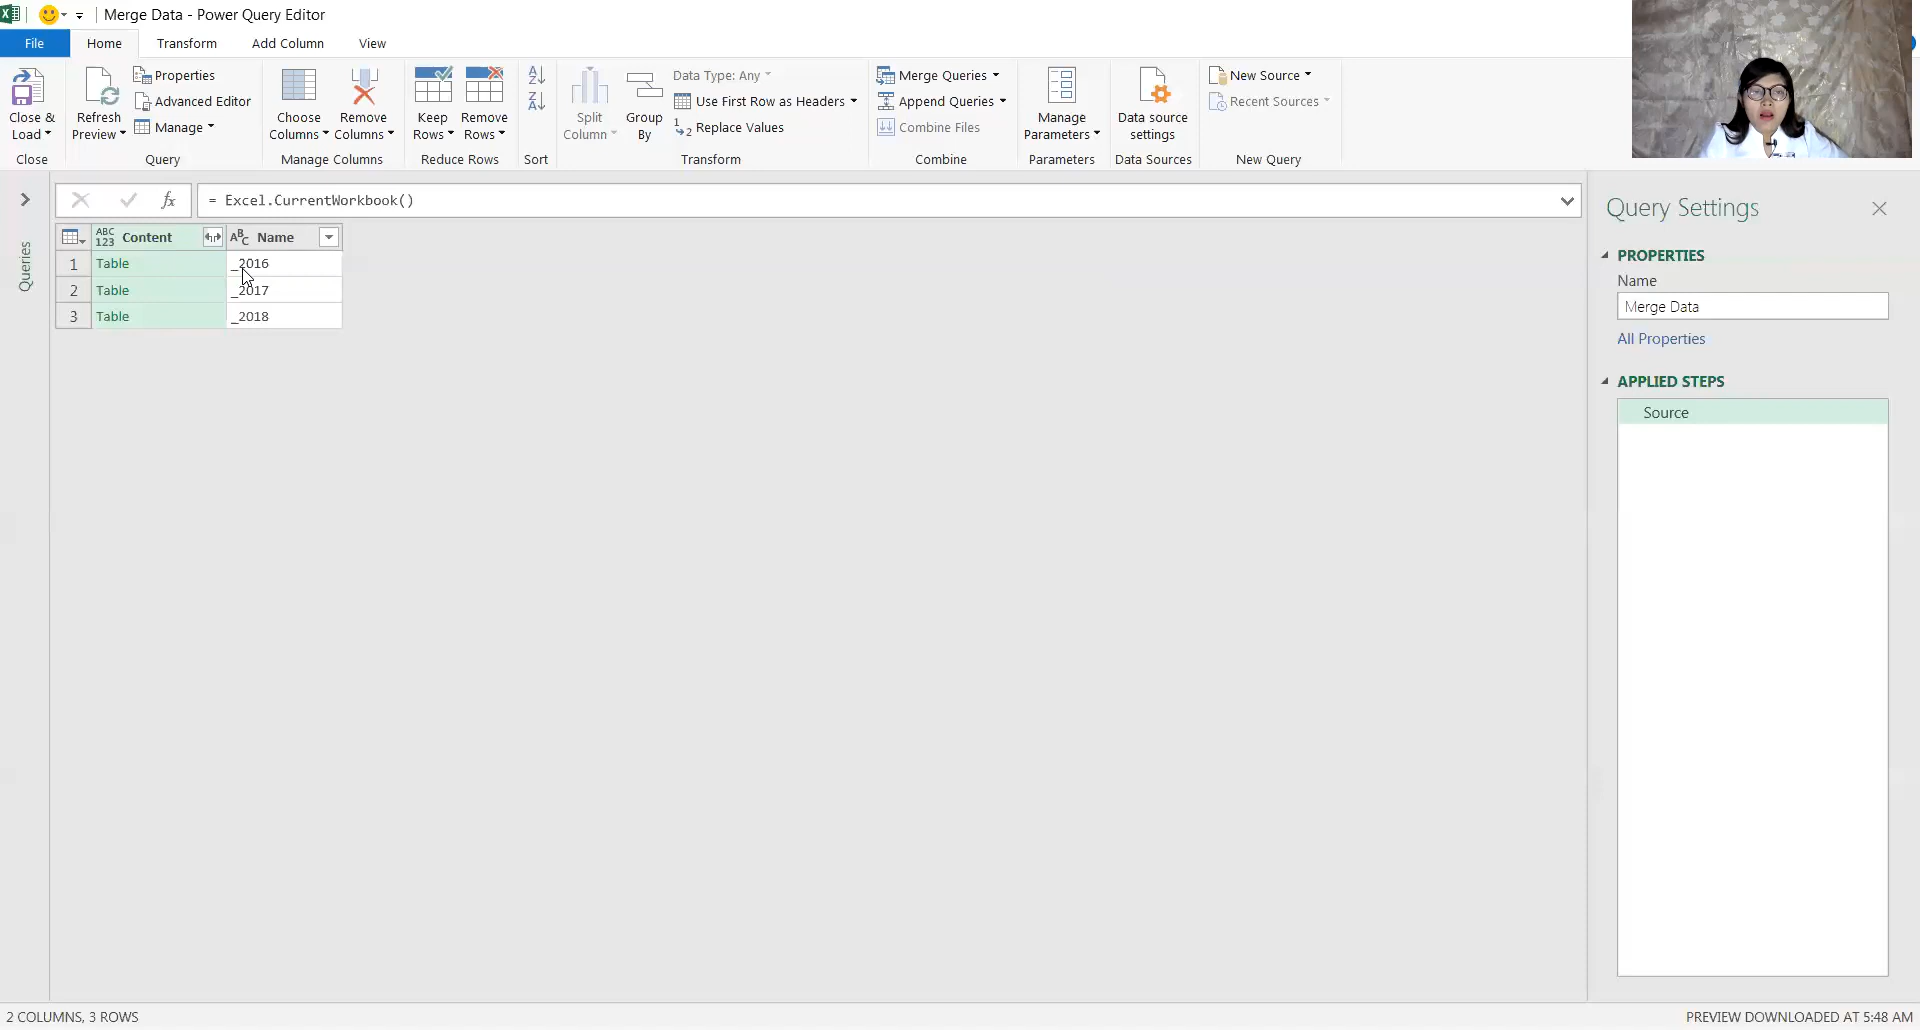 Merge Data - Power Query Editor
File
Home
Transform
Add Column
View
Close &
Load
Close
Refresh
Preview
Properties
Advanced Editor
Manage
Query
Choose
Columns
Remove
Columns
Manage Columns
Keep
Rows
Remove
Rows
Reduce Rows
Sort
Split
Column
Group
By
Data Type: Any
Use First Row as Headers
Replace Values
Transform
Merge Queries
Append Queries
Combine Files
Combine
Manage
Parameters
Parameters
Data source
settings
Data Sources
New Source
Recent Sources
New Query
Queries
fx
= Excel.CurrentWorkbook()
ABC 123 Content
ABC Name
1 Table _2016
2 Table _2017
3 Table _2018
Query Settings
PROPERTIES
Name
Merge Data
All Properties
APPLIED STEPS
Source
2 COLUMNS, 3 ROWS
PREVIEW DOWNLOADED AT 5:48 AM